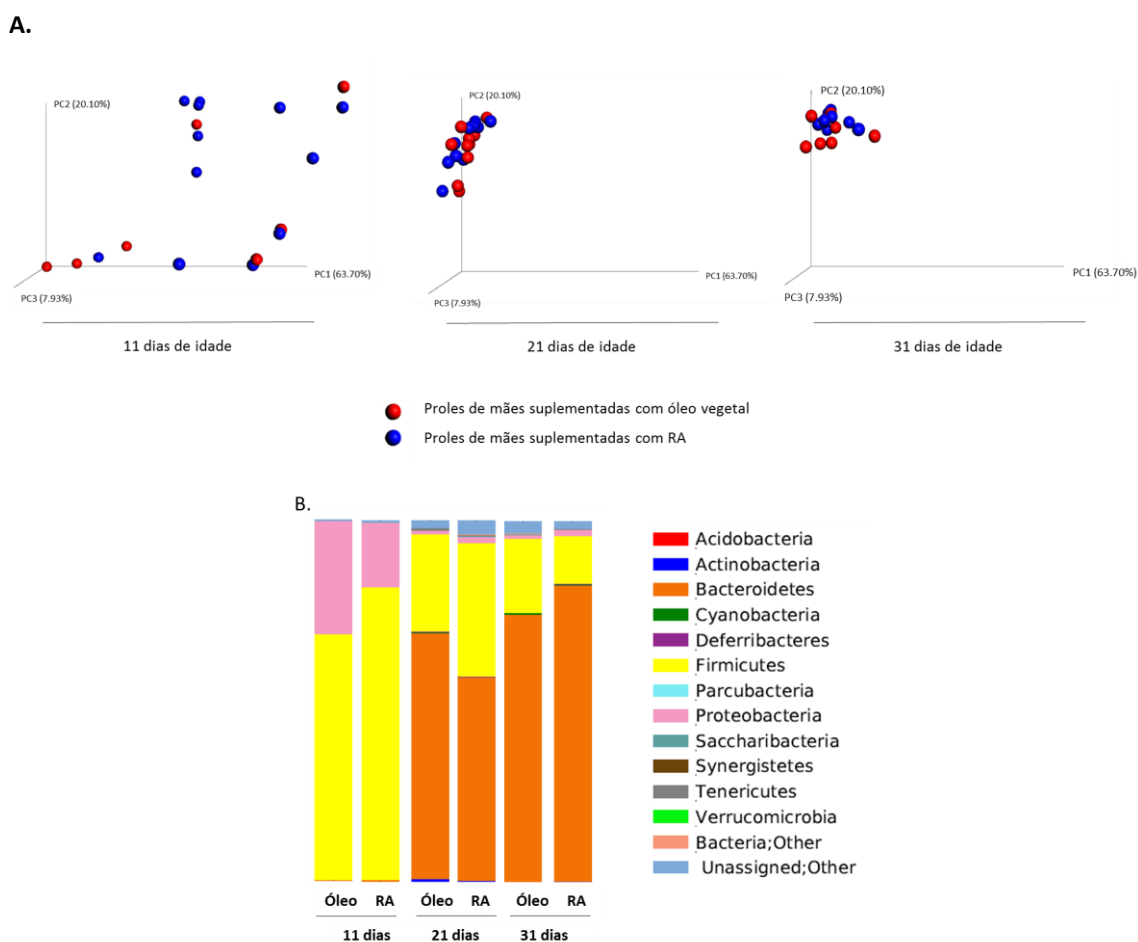 A.
PC2 (20.10%)
PC1 (63.70%)
PC3 (7.93%)
11 dias de idade
PC2 (20.10%)
PC1 (63.70%)
PC3 (7.93%)
21 dias de idade
PC2 (20.10%)
PC1 (63.70%)
PC3 (7.93%)
31 dias de idade
Proles de mães suplementadas com óleo vegetal
Proles de mães suplementadas com RA
B.
Acidobacteria
Actinobacteria
Bacteroidetes
Cyanobacteria
Deferribacteres
Firmicutes
Parcubacteria
Proteobacteria
Saccharibacteria
Synergistetes
Tenericutes
Verrucomicrobia
Bacteria;Other
Unassigned;Other
Óleo RA Óleo RA Óleo RA
11 dias 21 dias 31 dias